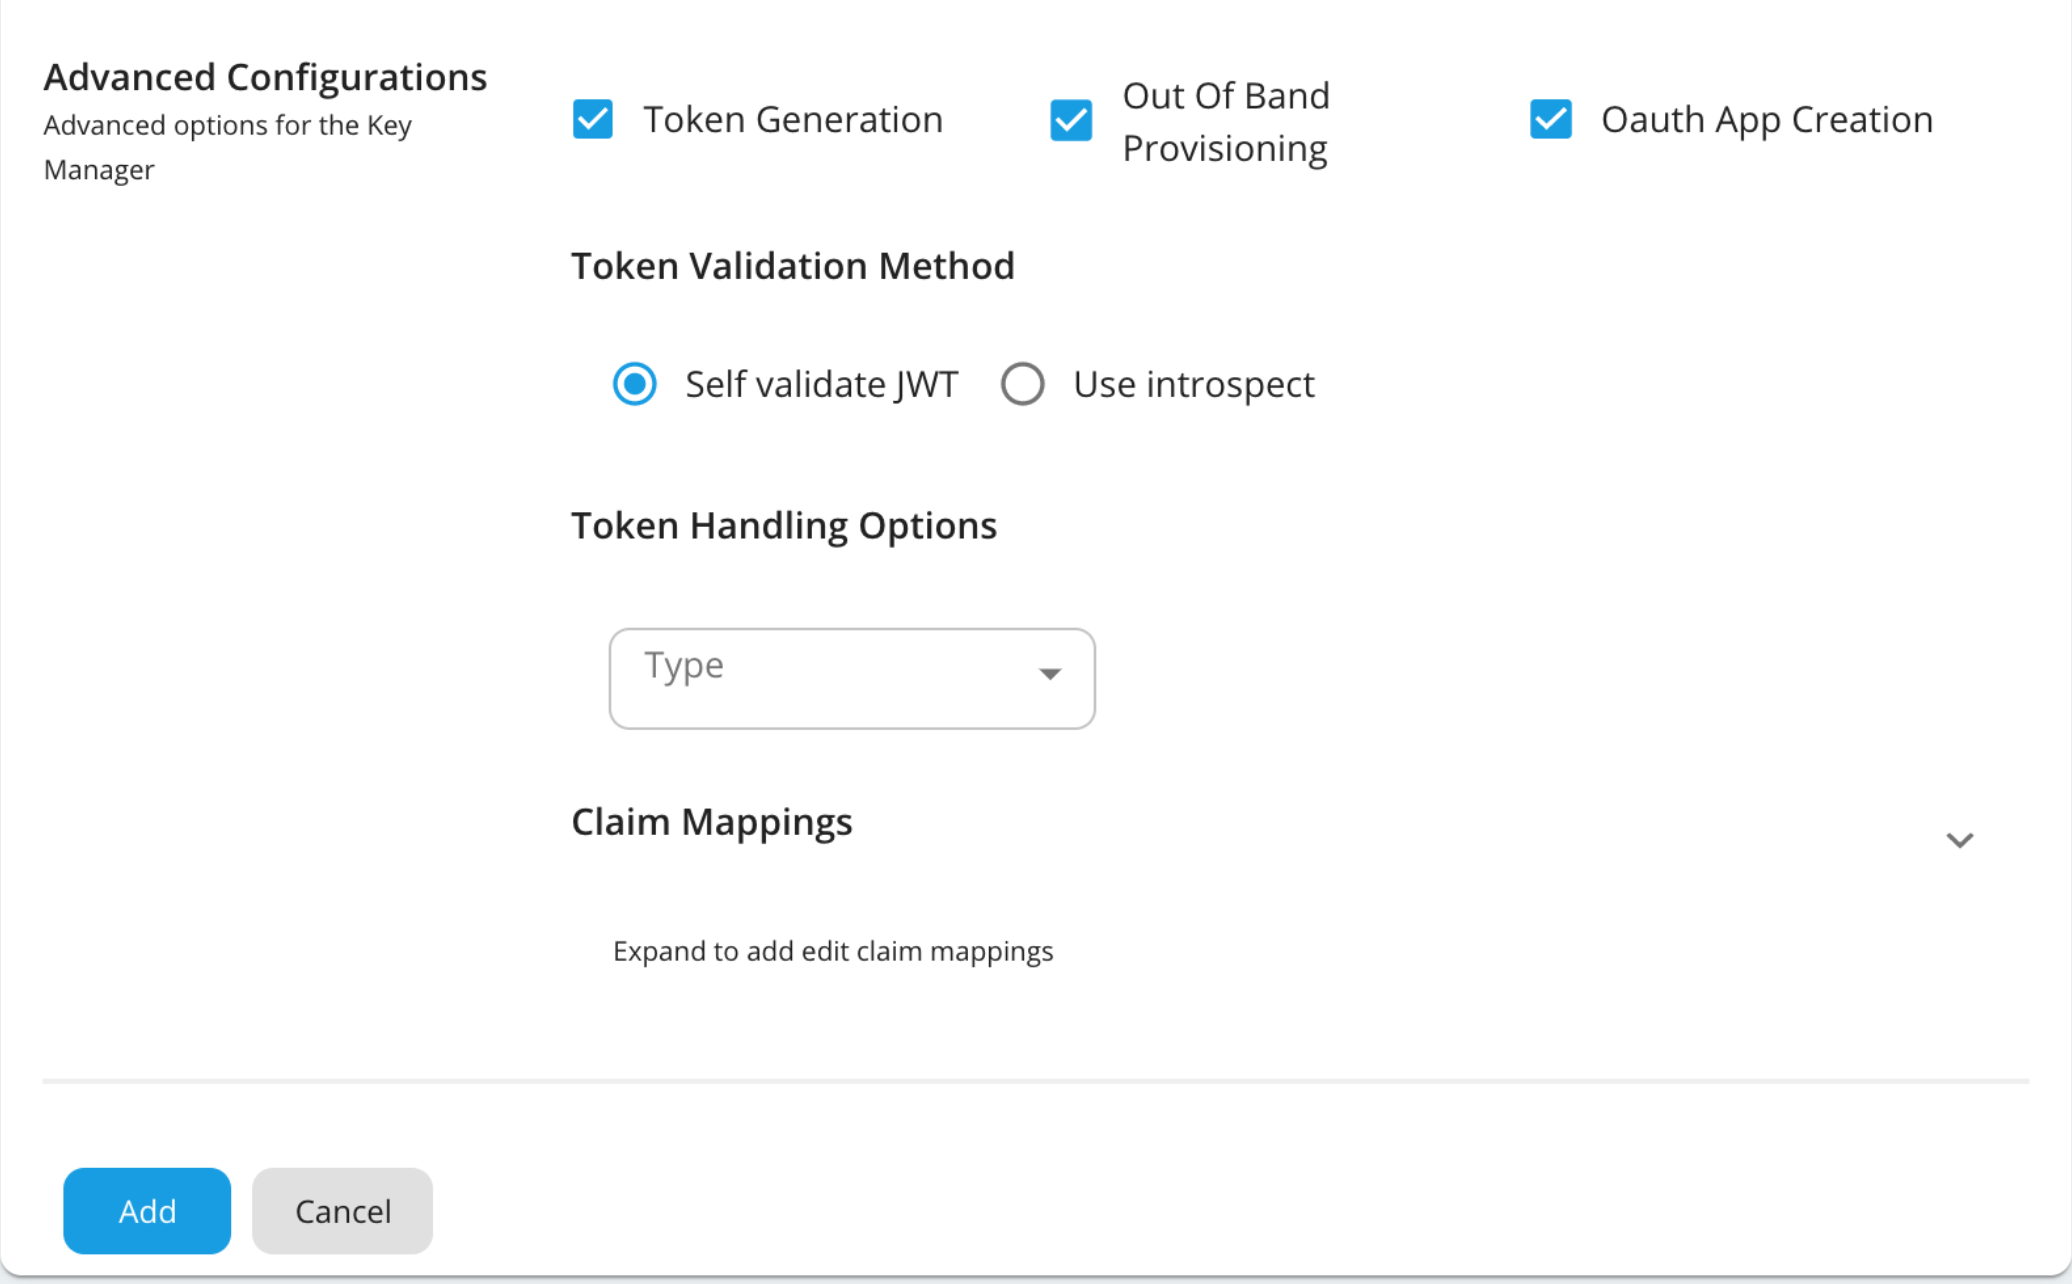 Advanced Configurations
Advanced options for the Key
Manager
Token Generation
Out Of Band
Provisioning
Oauth App Creation
Token Validation Method
Self validate JWT
Use introspect
Token Handling Options
Type
Claim Mappings
Expand to add edit claim mappings
Add
Cancel